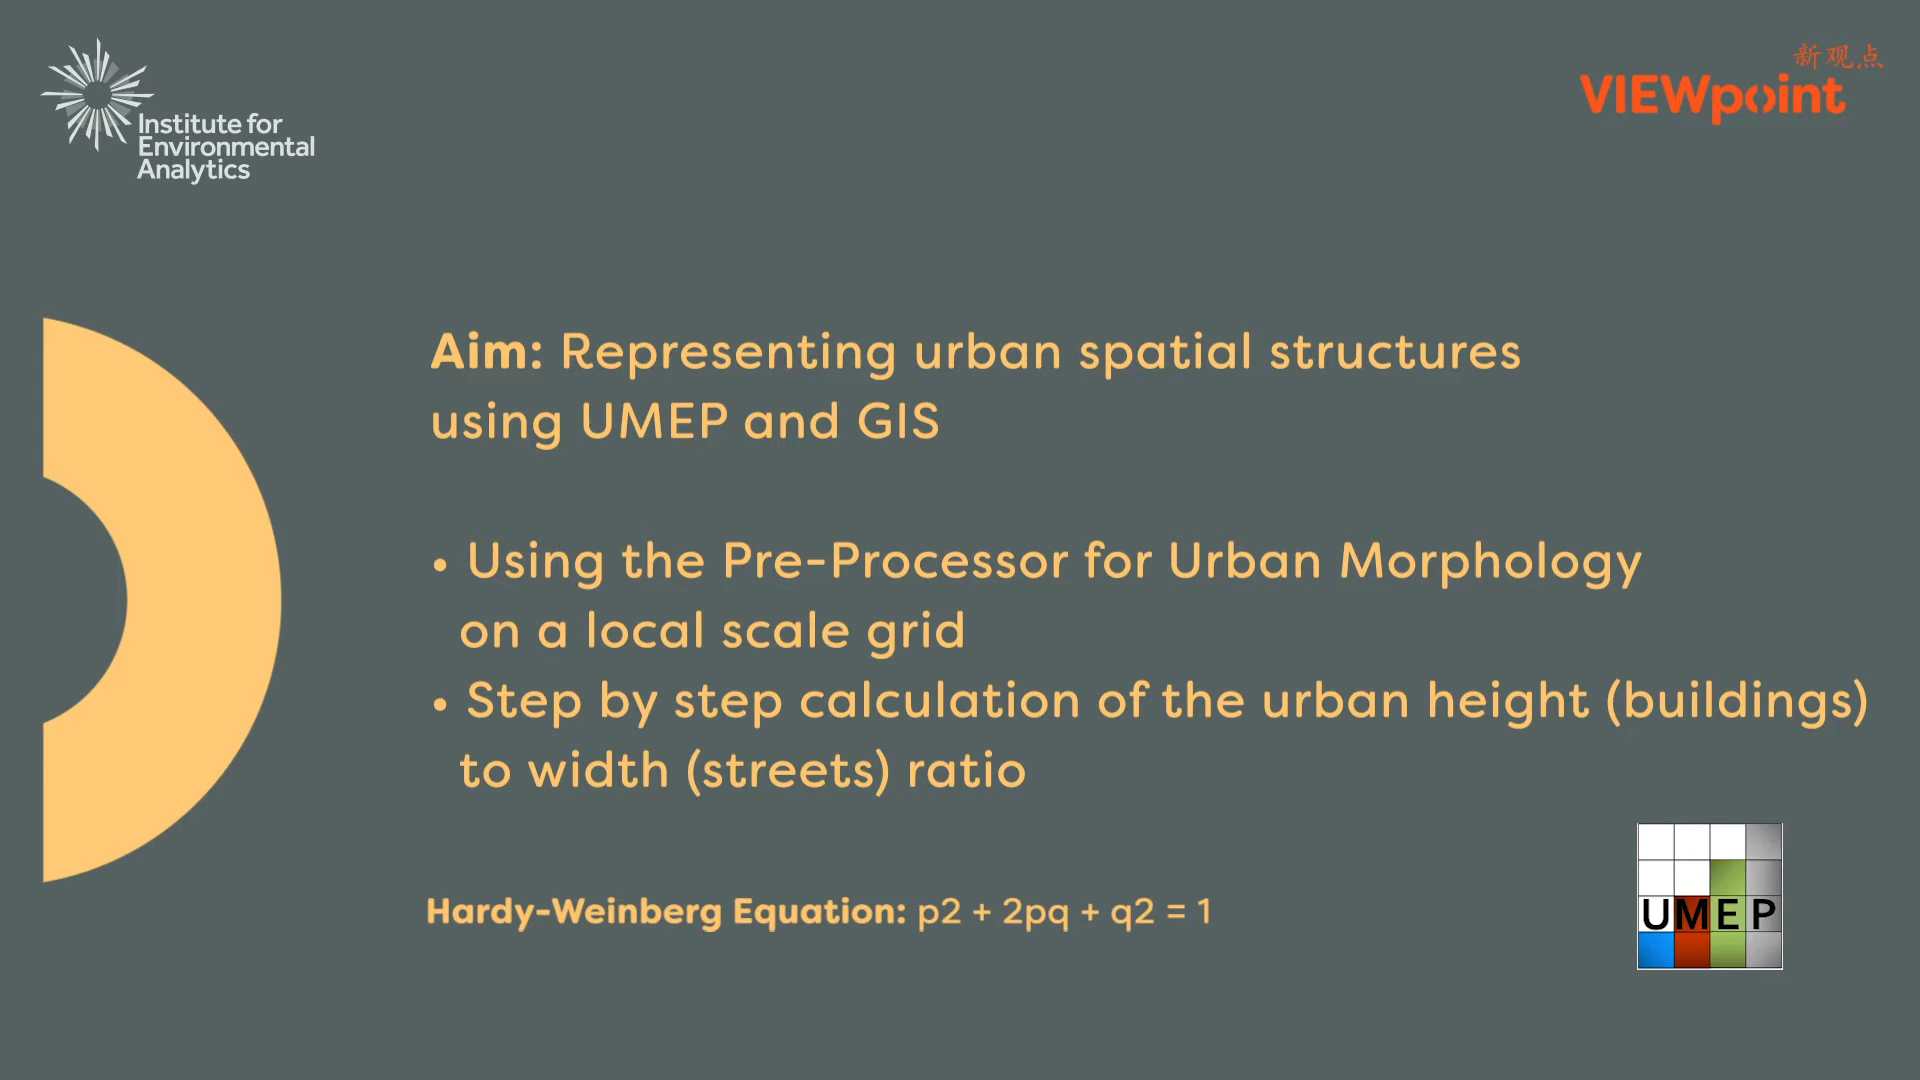 Institute for
Environmental
Analytics
新观点
VIEWpoint
Aim: Representing urban spatial structures
using UMEP and GIS
• Using the Pre-Processor for Urban Morphology
on a local scale grid
• Step by step calculation of the urban height (buildings)
to width (streets) ratio
Hardy-Weinberg Equation: p2 + 2pq + q2 = 1
UMEP